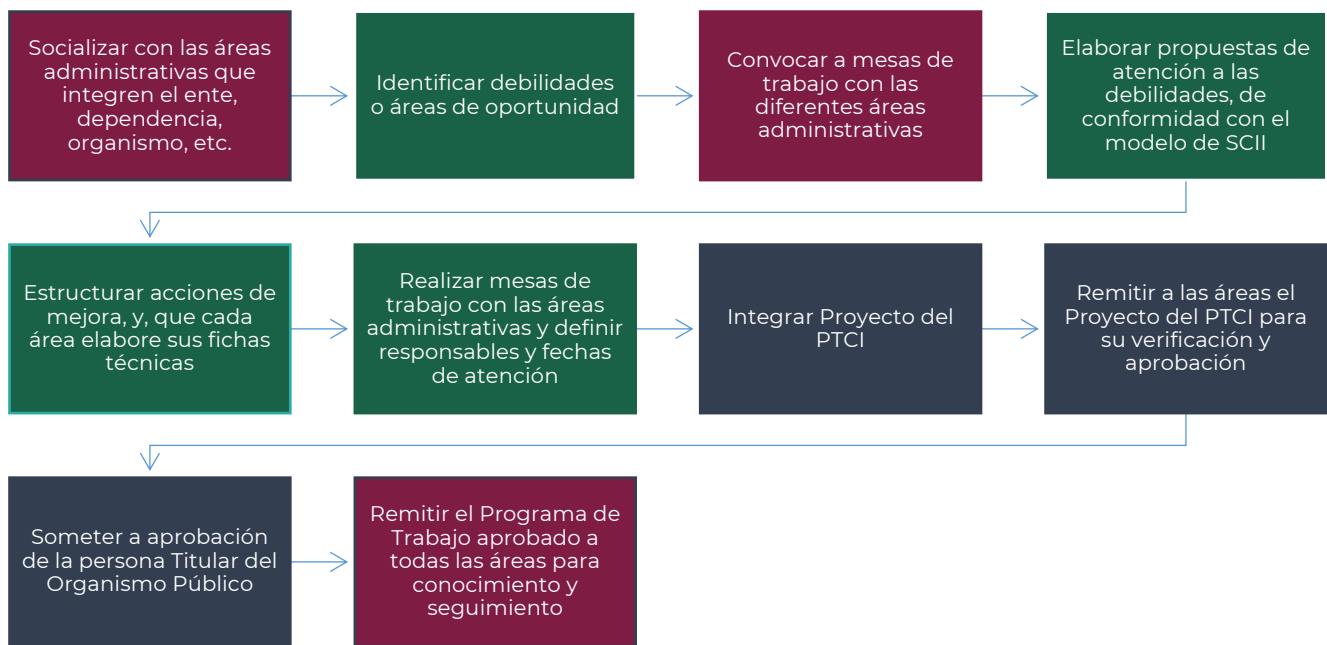 Socializar con las áreas
administrativas que
integren el ente,
dependencia,
organismo, etc.
Identificar debilidades
o áreas de oportunidad
Convocar a mesas de
trabajo con las
diferentes áreas
administrativas
Elaborar propuestas de
atención a las
debilidades, de
conformidad con el
modelo de SCII
Estructurar acciones de
mejora, y, que cada
área elabore sus fichas
técnicas
Realizar mesas de
trabajo con las áreas
administrativas y definir
responsables y fechas
de atención
Integrar Proyecto del
PTCI
Remitir a las áreas el
Proyecto del PTCI para
su verificación y
aprobación
Someter a aprobación
de la persona Titular del
Organismo Público
Remitir el Programa de
Trabajo aprobado a
todas las áreas para
conocimiento y
seguimiento